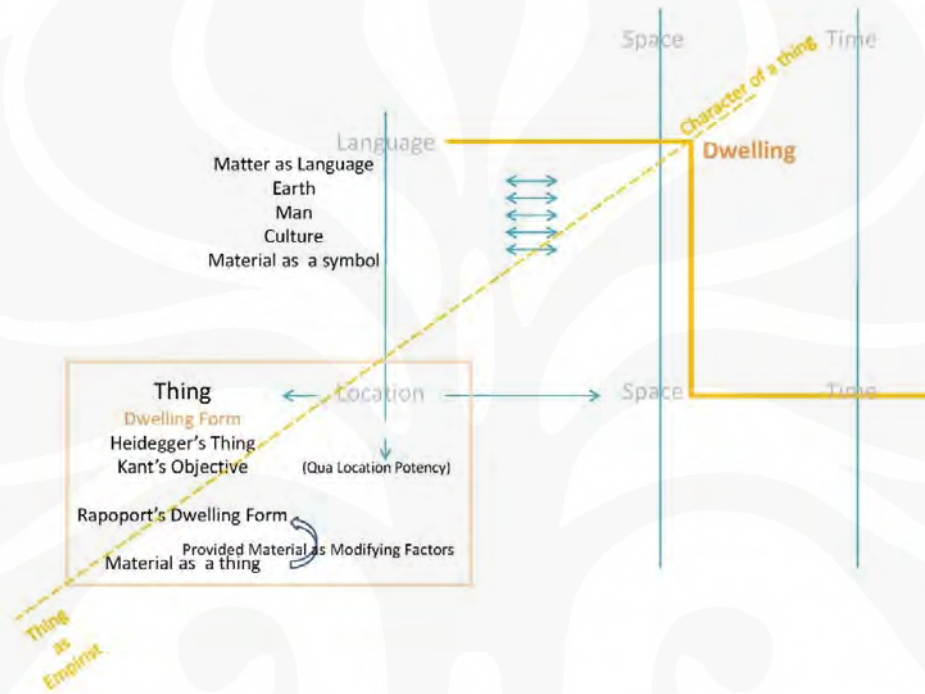 Space
Time
Character of a thing
Language
Dwelling
Matter as Language
Earth
Man
Culture
Material as a symbol
Thing
Location
Space
Time
Dwelling Form
Heidegger's Thing
Kant's Objective
(Qua Location Potency)
Rapoport's Dwelling Form
Provided Material as Modifying Factors
Material as a thing
Thing
as
Empirist